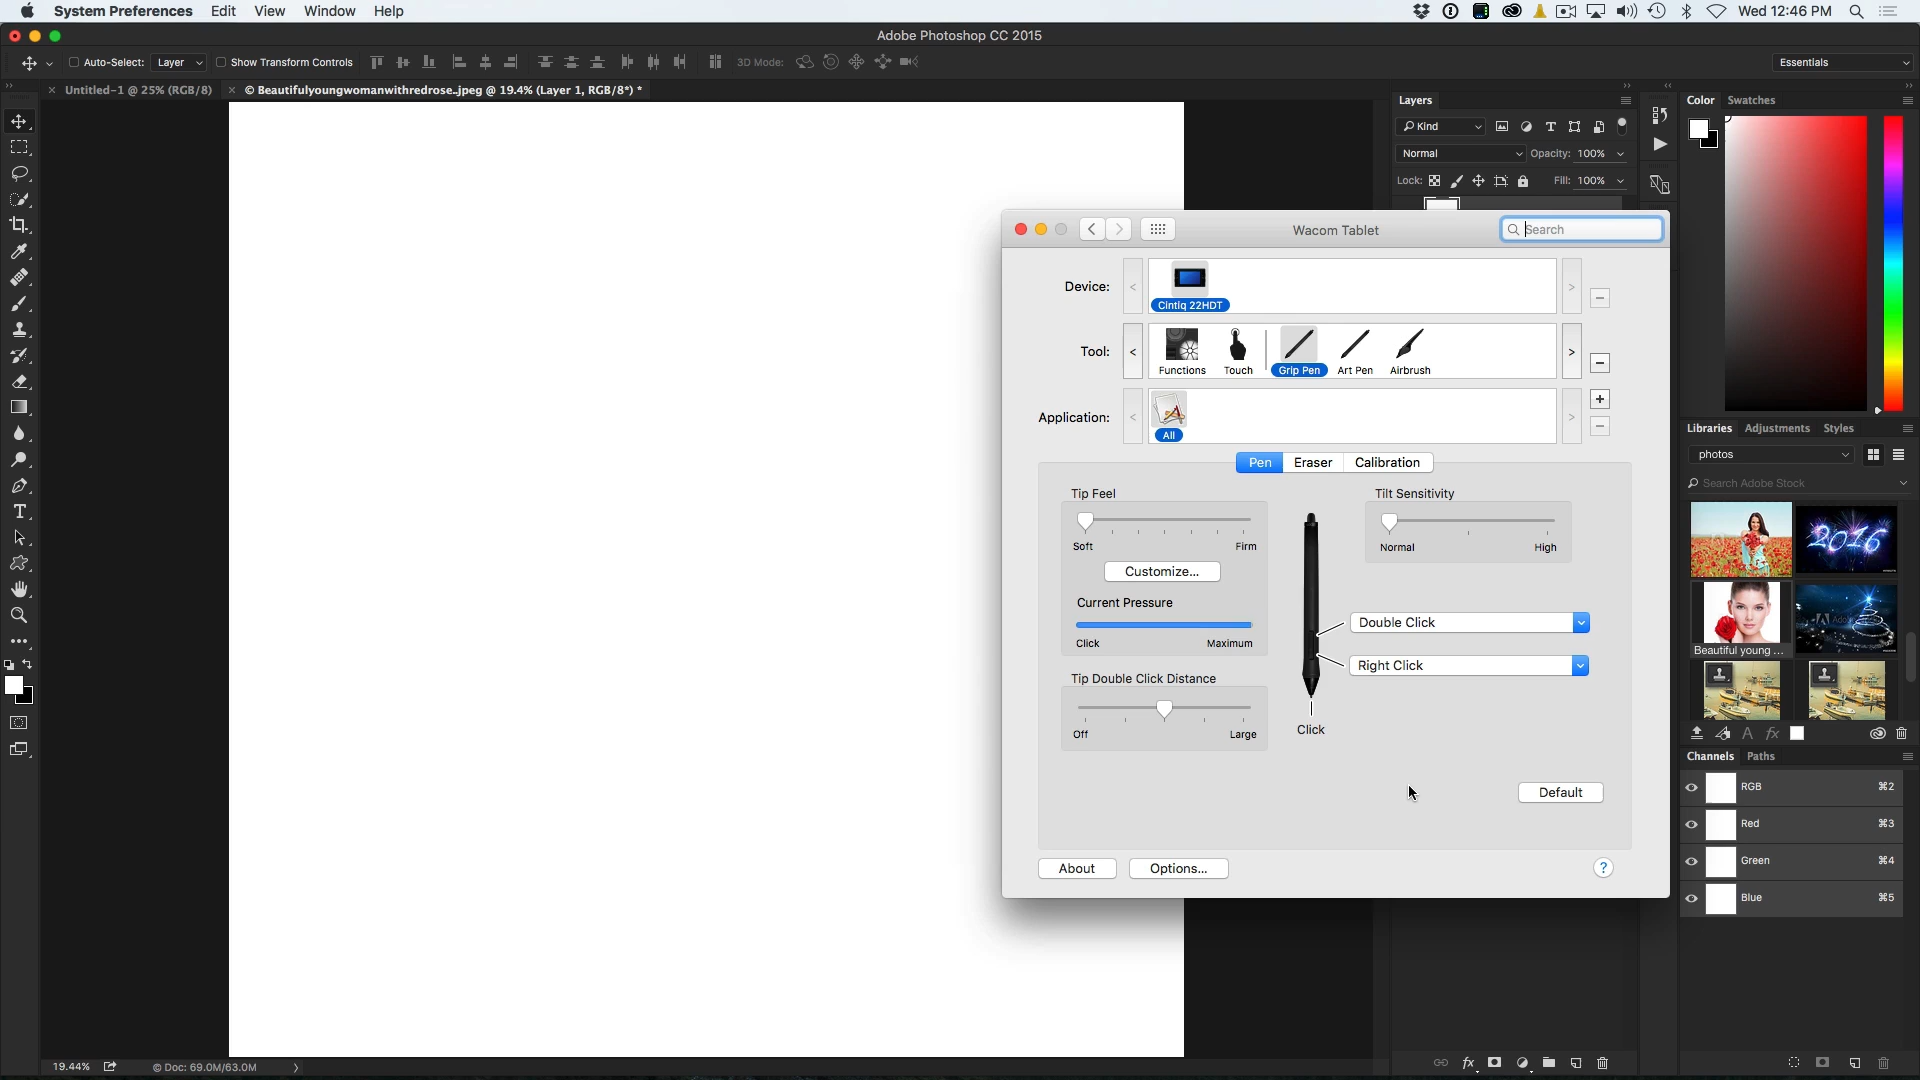 System Preferences Edit View Window Help
Wed 12:46 PM
Adobe Photoshop CC 2015
Auto-Select: Layer Show Transform Controls 3D Mode: Essentials
Untitled-1 @ 25% (RGB/8)
© Beautifulyoungwomanwithredrose..jpeg @ 19.4% (Layer 1, RGB/8*) *
Layers
Kind
Normal Opacity: 100%
Lock: Fill: 100%
Color Swatches
Wacom Tablet
Search
Device:
Cintiq 22HDT
Tool:
Functions Touch Grip Pen Art Pen Airbrush
Application:
All
Pen Eraser Calibration
Tip Feel
Soft Firm
Customize...
Current Pressure
Click Maximum
Tip Double Click Distance
Off Large
Tilt Sensitivity
Normal High
Double Click
Right Click
Click
Default
About Options... ?
Libraries Adjustments Styles
photos
Search Adobe Stock
2016
Beautiful young ...
Channels Paths
RGB ⌘2
Red ⌘3
Green ⌘4
Blue ⌘5
19.44% © Doc: 69.0M/63.0M